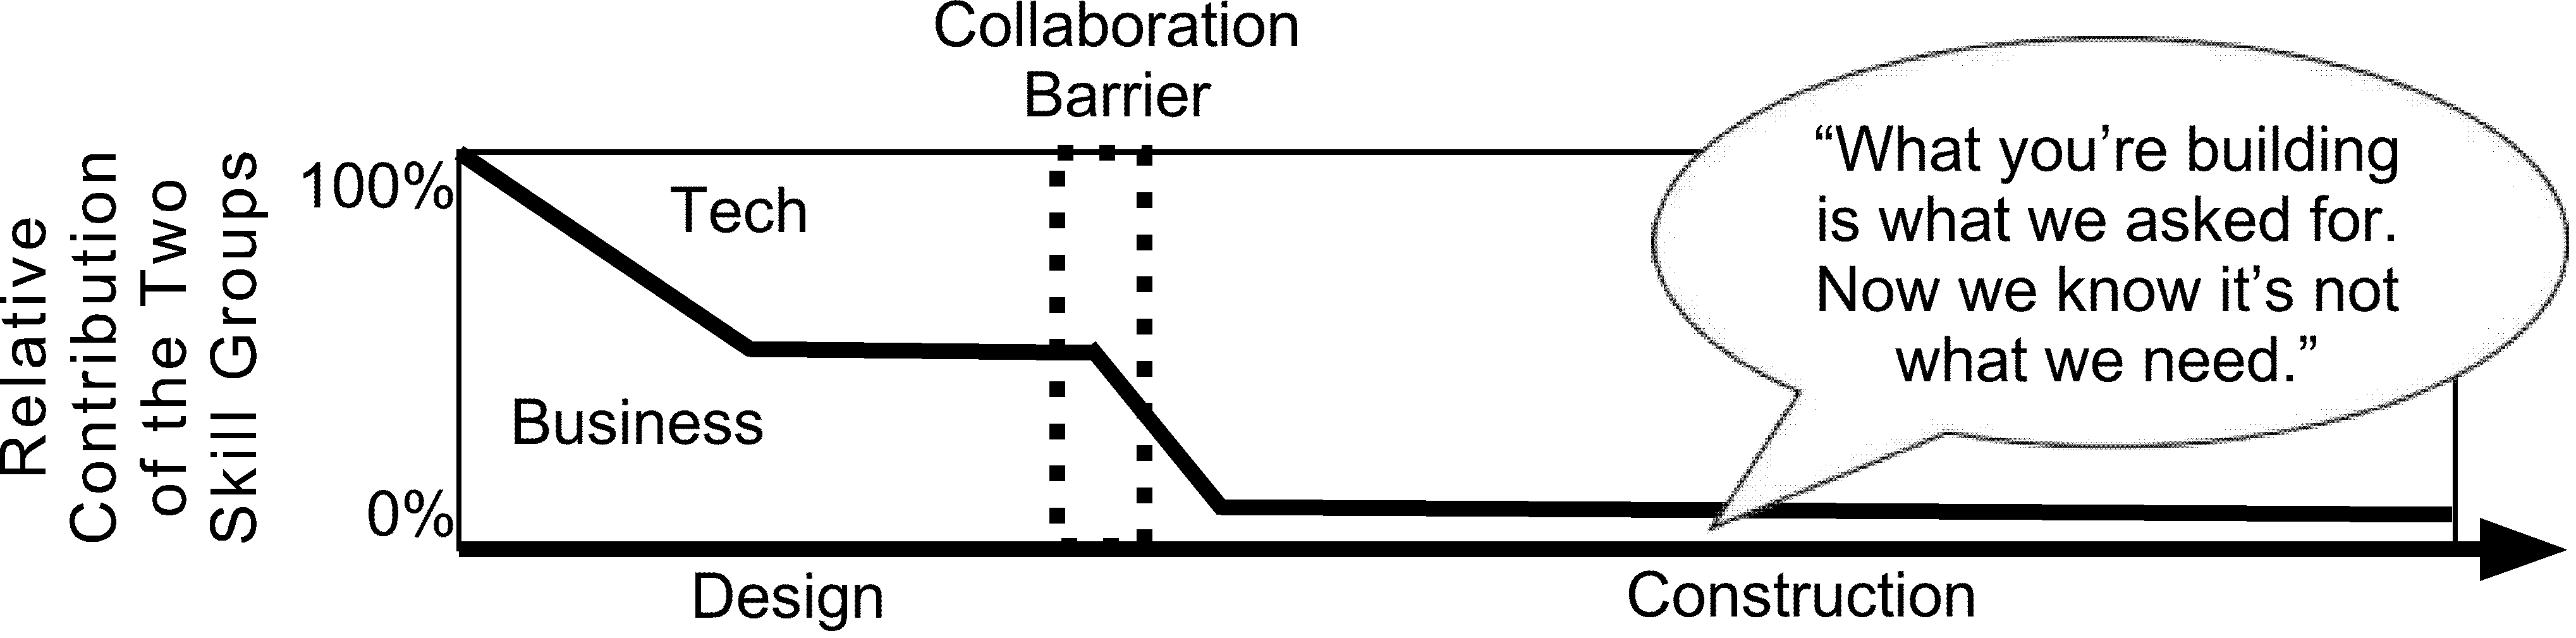 Collaboration
Barrier
Relative
Contribution
of the Two
Skill Groups
100%
0%
Tech
Business
“What you’re building
is what we asked for.
Now we know it’s not
what we need.”
Design
Construction